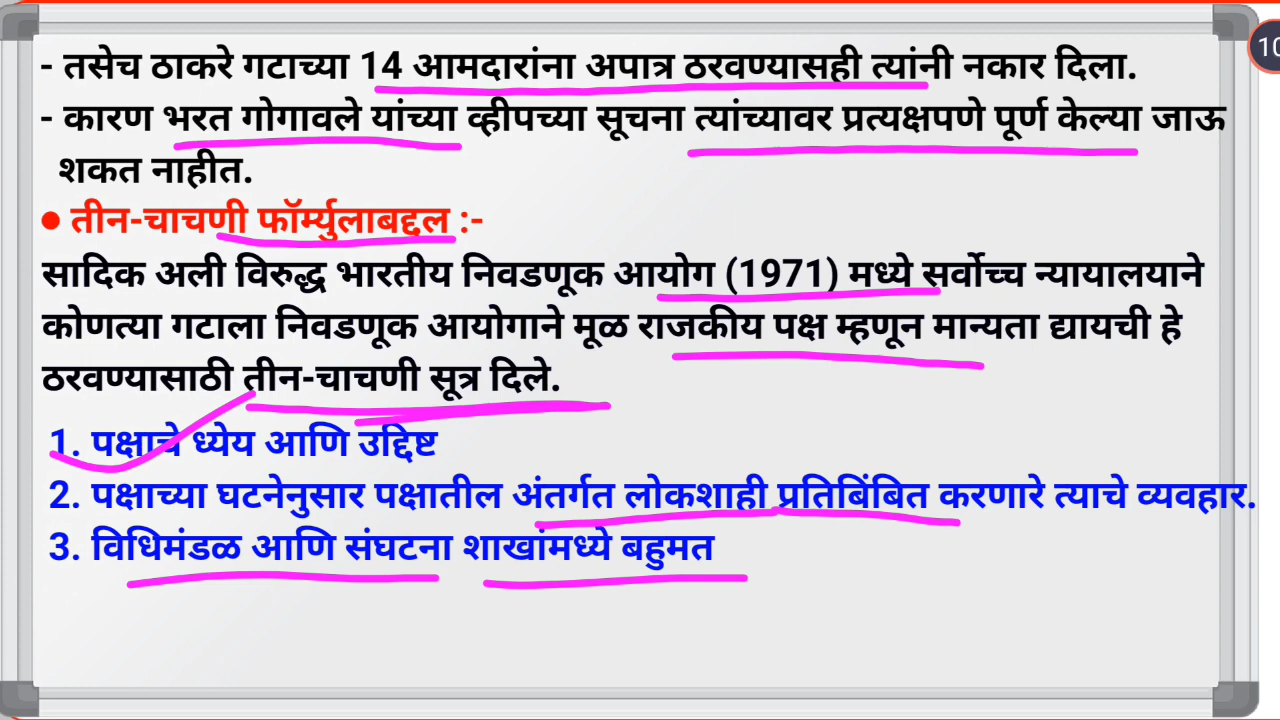 - तसेच ठाकरे गटाच्या 14 आमदारांना अपात्र ठरवण्यासही त्यांनी नकार दिला.
- कारण भरत गोगावले यांच्या व्हीपच्या सूचना त्यांच्यावर प्रत्यक्षपणे पूर्ण केल्या जाऊ
शकत नाहीत.
● तीन-चाचणी फॉर्म्युलाबद्दल :-
सादिक अली विरुद्ध भारतीय निवडणूक आयोग (1971) मध्ये सर्वोच्च न्यायालयाने
कोणत्या गटाला निवडणूक आयोगाने मूळ राजकीय पक्ष म्हणून मान्यता द्यायची हे
ठरवण्यासाठी तीन-चाचणी सूत्र दिले.
1. पक्षाचे ध्येय आणि उद्दिष्ट
2. पक्षाच्या घटनेनुसार पक्षातील अंतर्गत लोकशाही प्रतिबिंबित करणारे त्याचे व्यवहार.
3. विधिमंडळ आणि संघटना शाखांमध्ये बहुमत